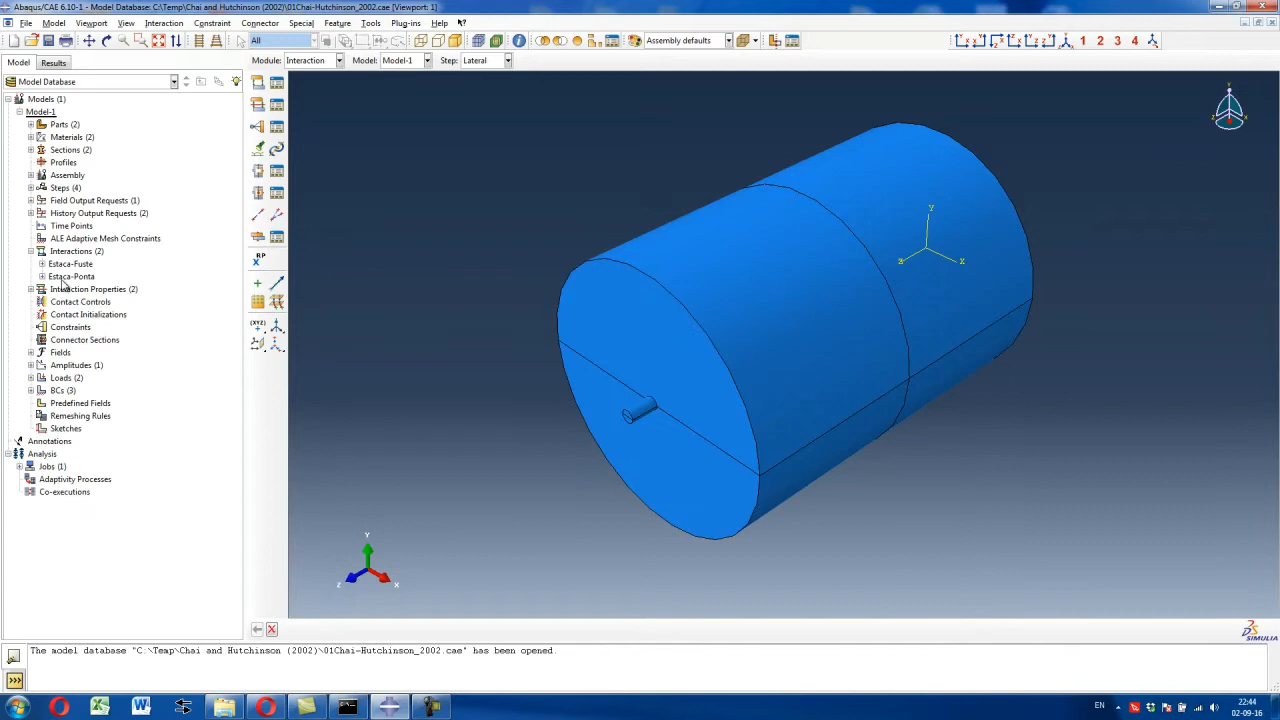 Abaqus/CAE 6.10-1 - Model Database: C:\Temp\Chai and Hutchinson (2002)\01Chai-Hutchinson_2002.cae [Viewport: 1]
File Model Viewport View Interaction Constraint Connector Special Feature Tools Plug-ins Help
All
Assembly defaults
1 2 3 4
Model Results
Module: Interaction Model: Model-1 Step: Lateral
Model Database
Models (1)
Model-1
Parts (2)
Materials (2)
Sections (2)
Profiles
Assembly
Steps (4)
Field Output Requests (1)
History Output Requests (2)
Time Points
ALE Adaptive Mesh Constraints
Interactions (2)
Estaca-Fuste
Estaca-Ponta
Interaction Properties (2)
Contact Controls
Contact Initializations
Constraints
Connector Sections
Fields
Amplitudes (1)
Loads (2)
BCs (3)
Predefined Fields
Remeshing Rules
Sketches
Annotations
Analysis
Jobs (1)
Adaptivity Processes
Co-executions
RP
(XYZ)
Y
Z X
Y
Z X
The model database "C:\Temp\Chai and Hutchinson (2002)\01Chai-Hutchinson_2002.cae" has been opened.
SIMULIA
EN
22:44
02-09-16